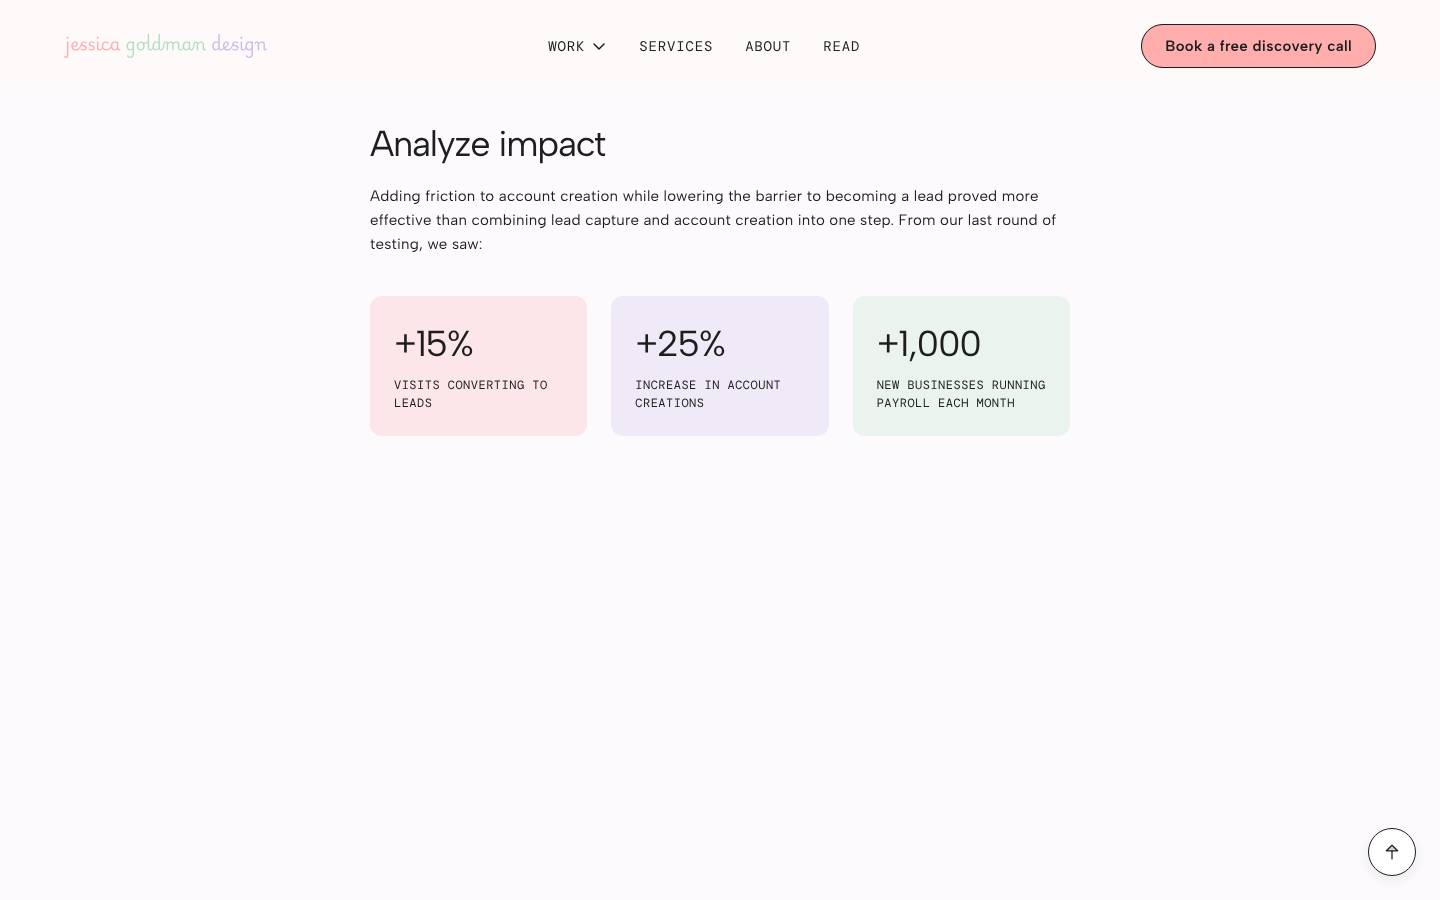 jessica goldman design
WORK
SERVICES
ABOUT
READ
Book a free discovery call
Analyze impact
Adding friction to account creation while lowering the barrier to becoming a lead proved more
effective than combining lead capture and account creation into one step. From our last round of
testing, we saw:
+15%
VISITS CONVERTING TO
LEADS
+25%
INCREASE IN ACCOUNT
CREATIONS
+1,000
NEW BUSINESSES RUNNING
PAYROLL EACH MONTH